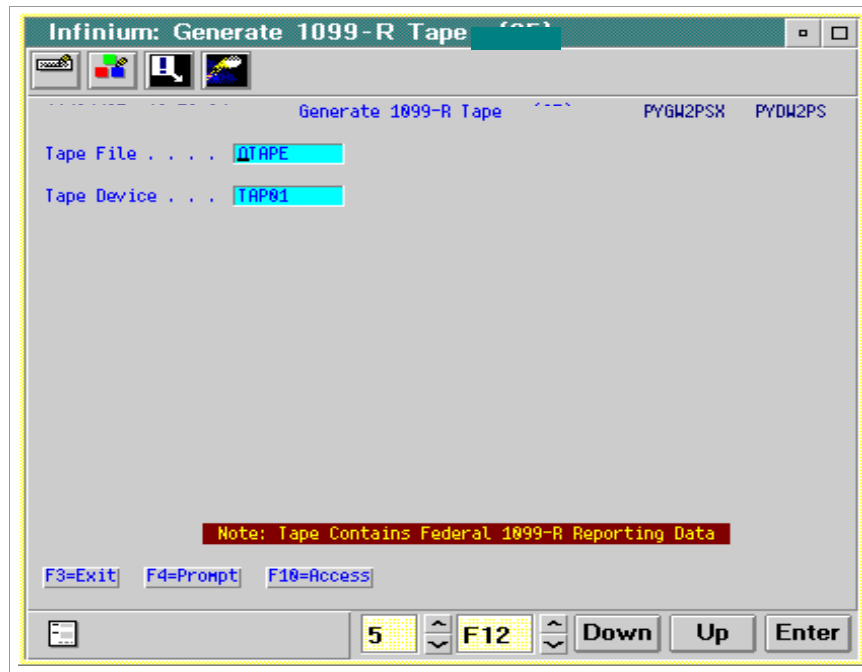 Infinium: Generate 1099-R Tape
Generate 1099-R Tape PYGW2PSX PYDW2PS
Tape File . . . . QTAPE
Tape Device . . . TAP01
Note: Tape Contains Federal 1099-R Reporting Data
F3=Exit F4=Prompt F10=Access
5 F12 Down Up Enter